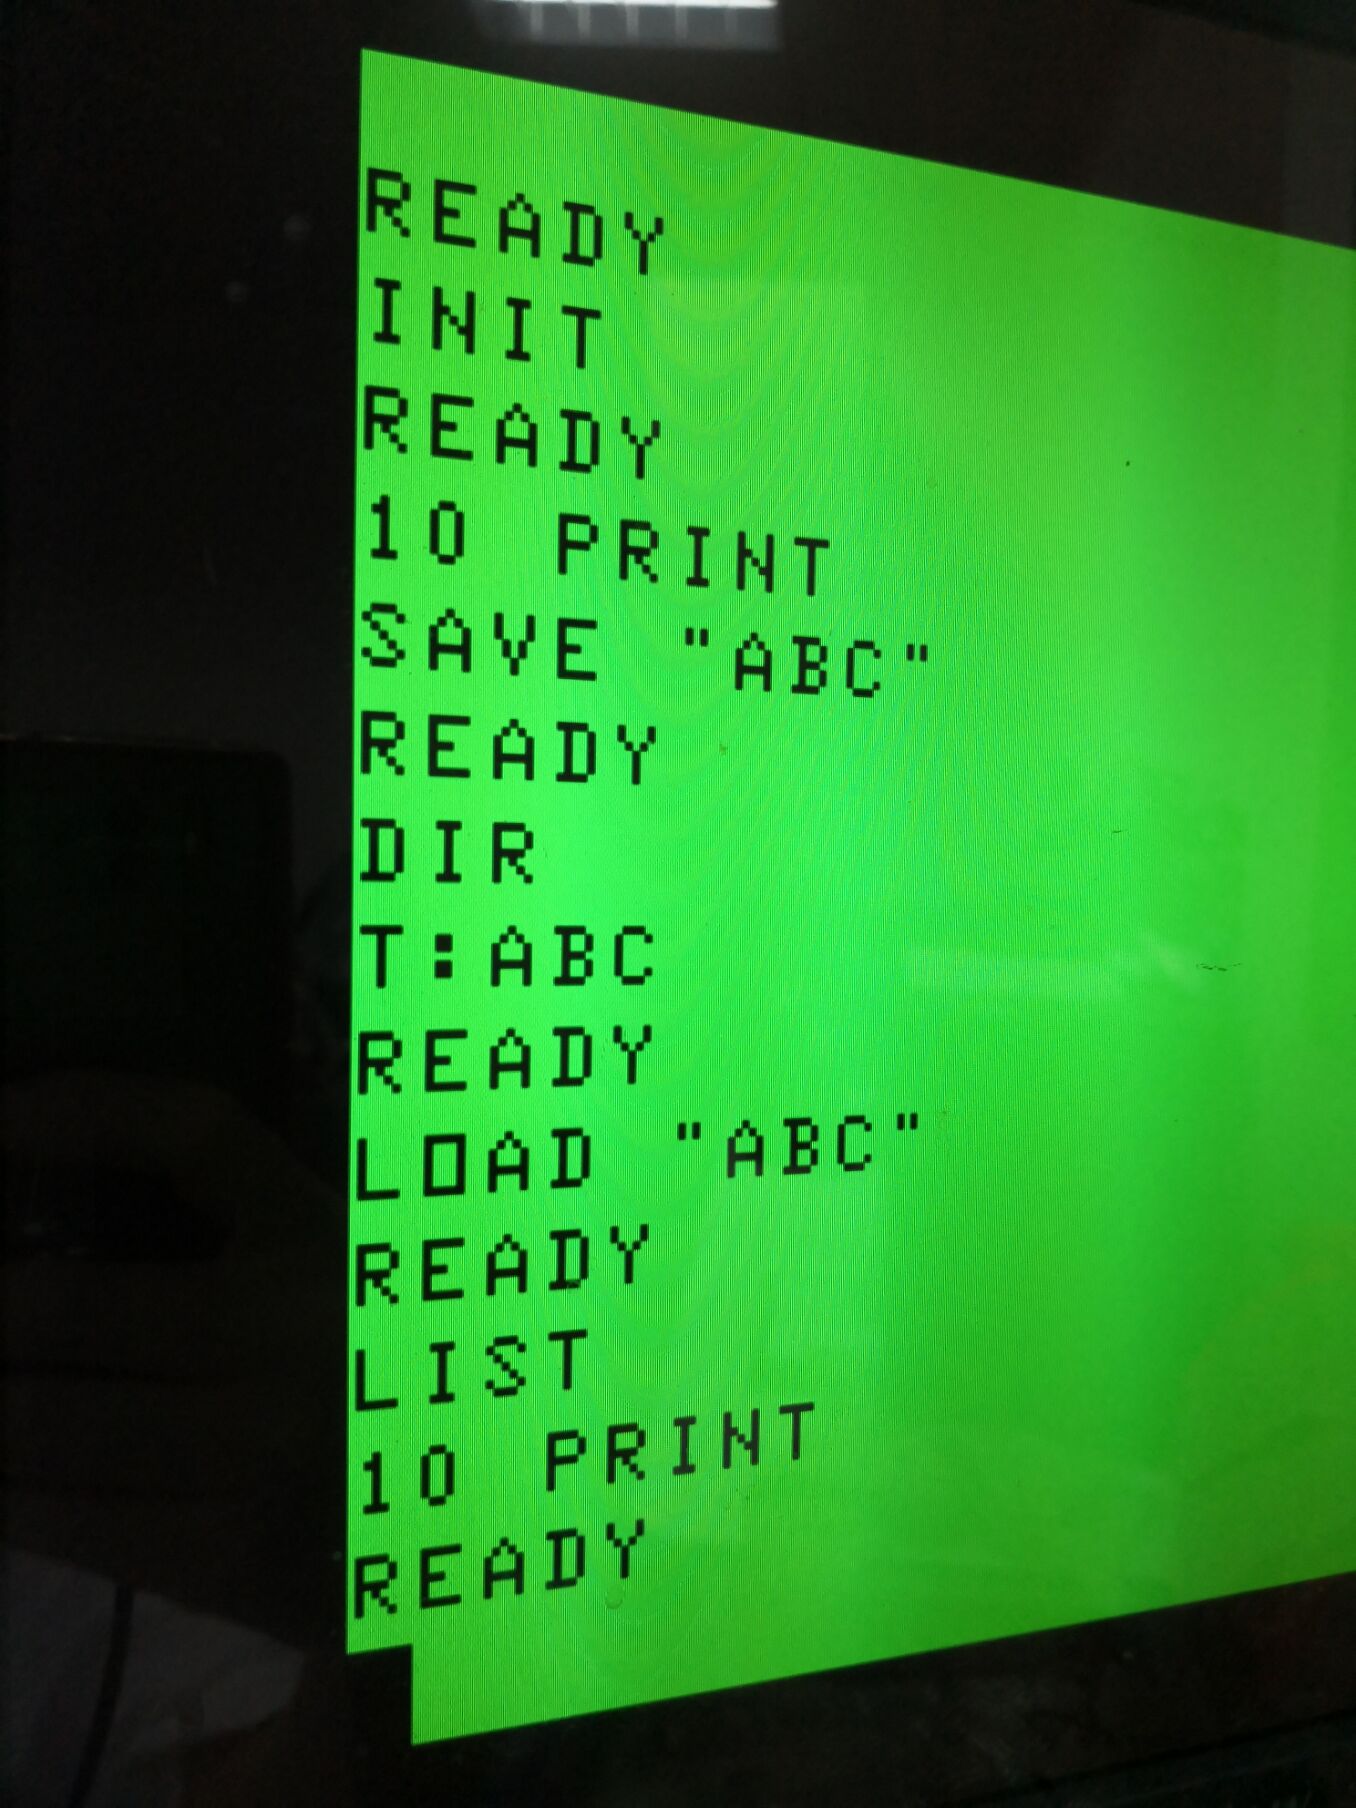 READY
INIT
READY
10 PRINT
SAVE "ABC"
READY
DIR
T:ABC
READY
LOAD "ABC"
READY
LIST
10 PRINT
READY